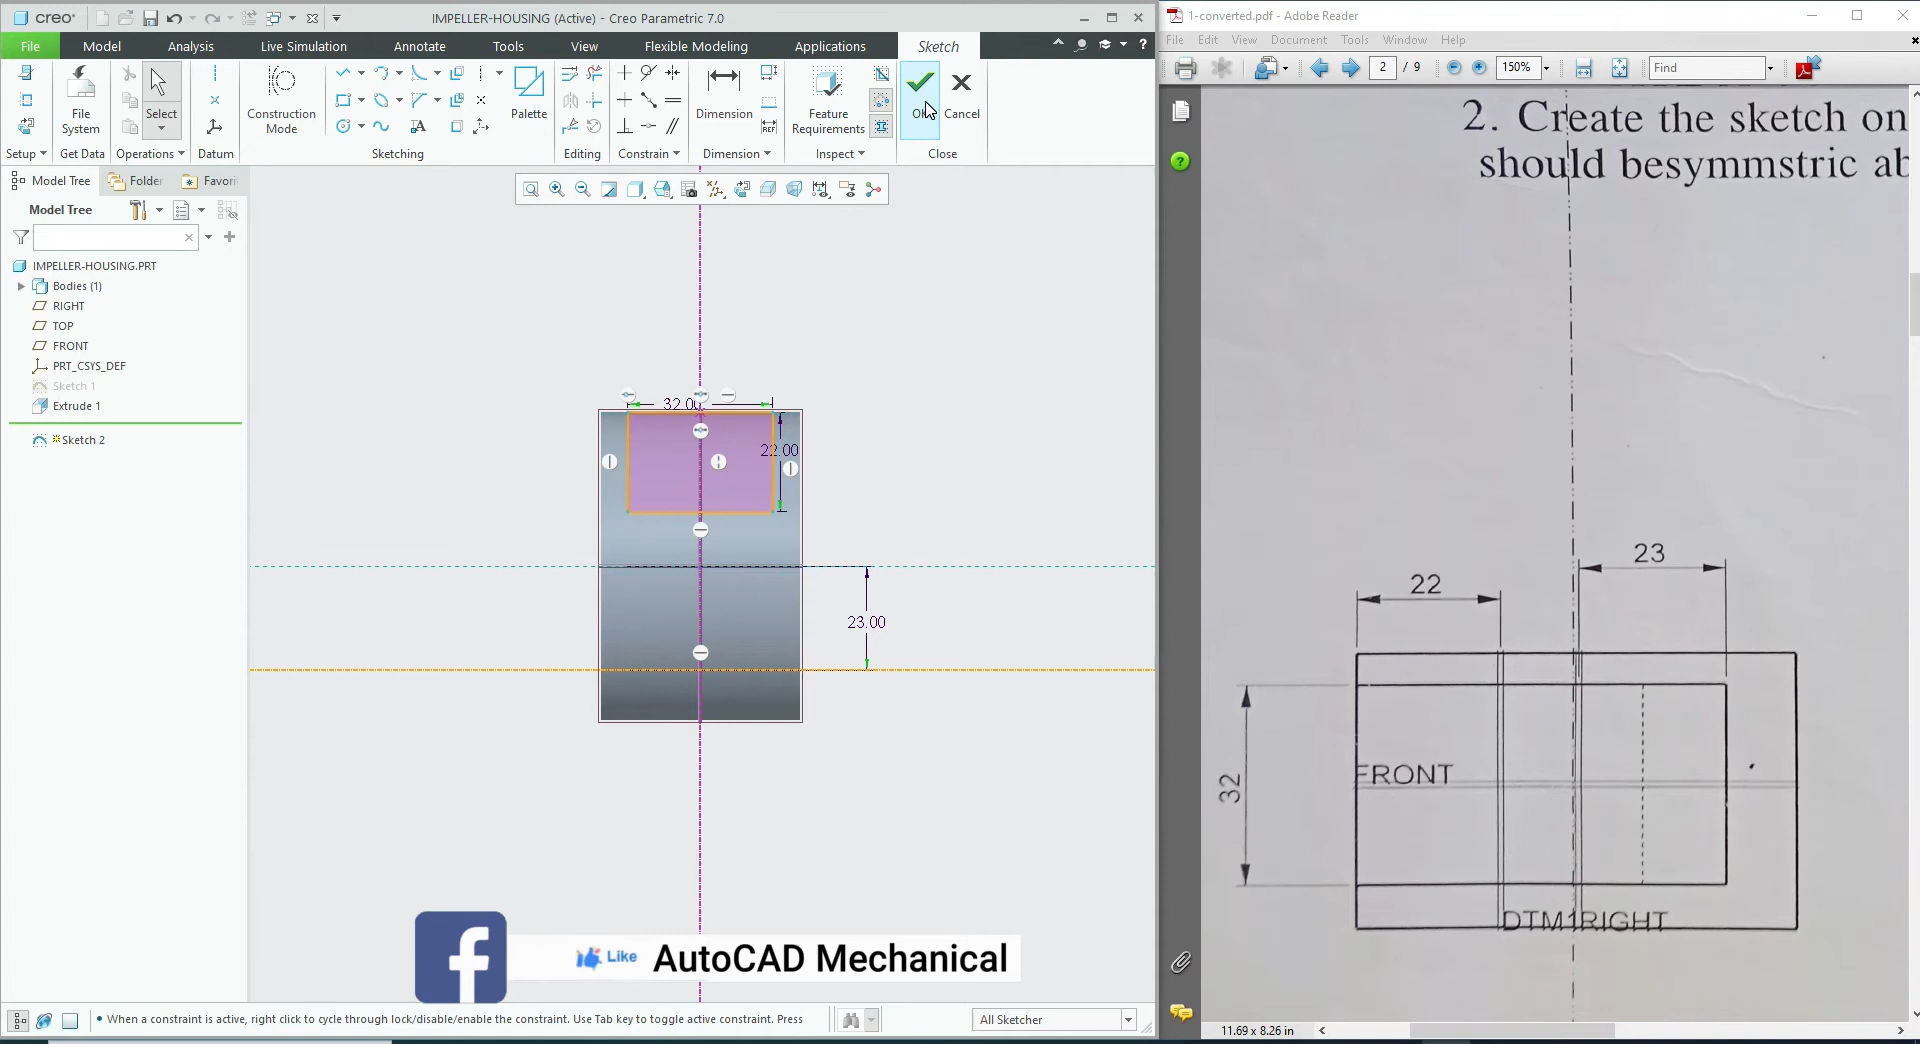 creo
IMPELLER-HOUSING (Active) - Creo Parametric 7.0
File
Model
Analysis
Live Simulation
Annotate
Tools
View
Flexible Modeling
Applications
Sketch
File System
Select
Construction Mode
Palette
Dimension
REF
Feature Requirements
OK
Cancel
Setup
Get Data
Operations
Datum
Sketching
Editing
Constrain
Dimension
Inspect
Close
Model Tree
Folder
Favori
Model Tree
IMPELLER-HOUSING.PRT
Bodies (1)
RIGHT
TOP
FRONT
PRT_CSYS_DEF
Sketch 1
Extrude 1
Sketch 2
32.00
22.00
23.00
f
Like
AutoCAD Mechanical
• When a constraint is active, right click to cycle through lock/disable/enable the constraint. Use Tab key to toggle active constraint. Press
All Sketcher
1-converted.pdf - Adobe Reader
File
Edit
View
Document
Tools
Window
Help
2
/ 9
150%
Find
2. Create the sketch on
should besymmstric ab
23
22
32
FRONT
DTM1RIGHT
11.69 x 8.26 in